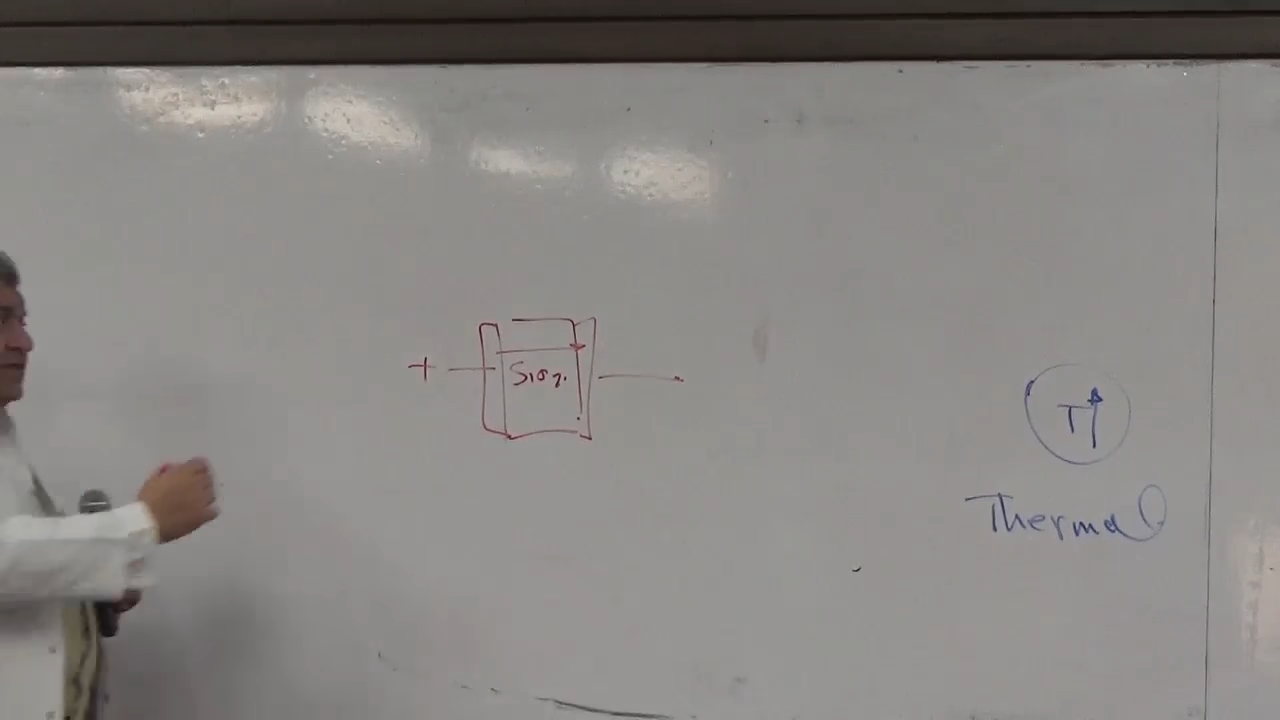 + SiO2
T↑
Thermal